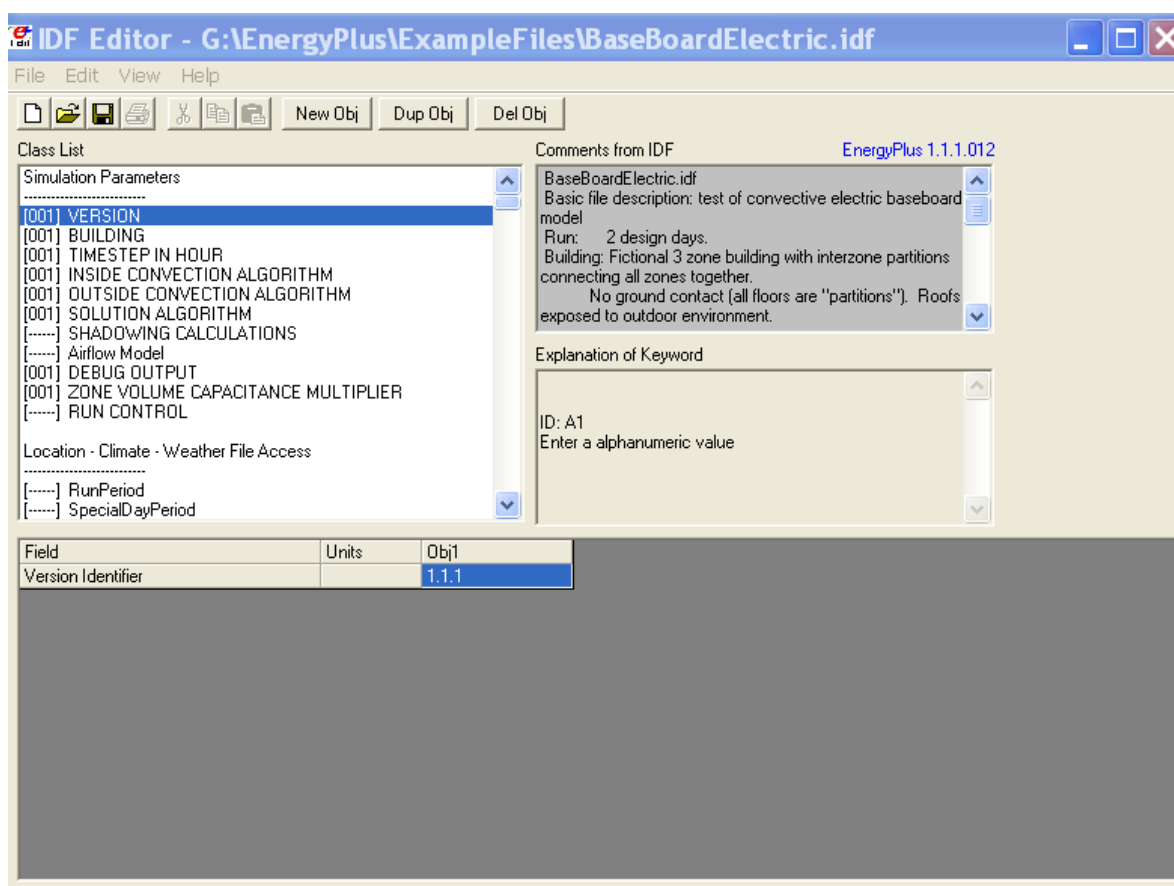 IDF Editor - G:\EnergyPlus\ExampleFiles\BaseBoardElectric.idf
File Edit View Help
New Obj Dup Obj Del Obj
Class List
Simulation Parameters
--------------------------
[001] VERSION
[001] BUILDING
[001] TIMESTEP IN HOUR
[001] INSIDE CONVECTION ALGORITHM
[001] OUTSIDE CONVECTION ALGORITHM
[001] SOLUTION ALGORITHM
[------] SHADOWING CALCULATIONS
[------] Airflow Model
[001] DEBUG OUTPUT
[001] ZONE VOLUME CAPACITANCE MULTIPLIER
[------] RUN CONTROL
Location - Climate - Weather File Access
--------------------------
[------] RunPeriod
[------] SpecialDayPeriod
Comments from IDF EnergyPlus 1.1.1.012
BaseBoardElectric.idf
Basic file description: test of convective electric baseboard
model
Run: 2 design days.
Building: Fictional 3 zone building with interzone partitions
connecting all zones together.
No ground contact (all floors are "partitions"). Roofs
exposed to outdoor environment.
Explanation of Keyword
ID: A1
Enter a alphanumeric value
Field Units Obj1
Version Identifier 1.1.1